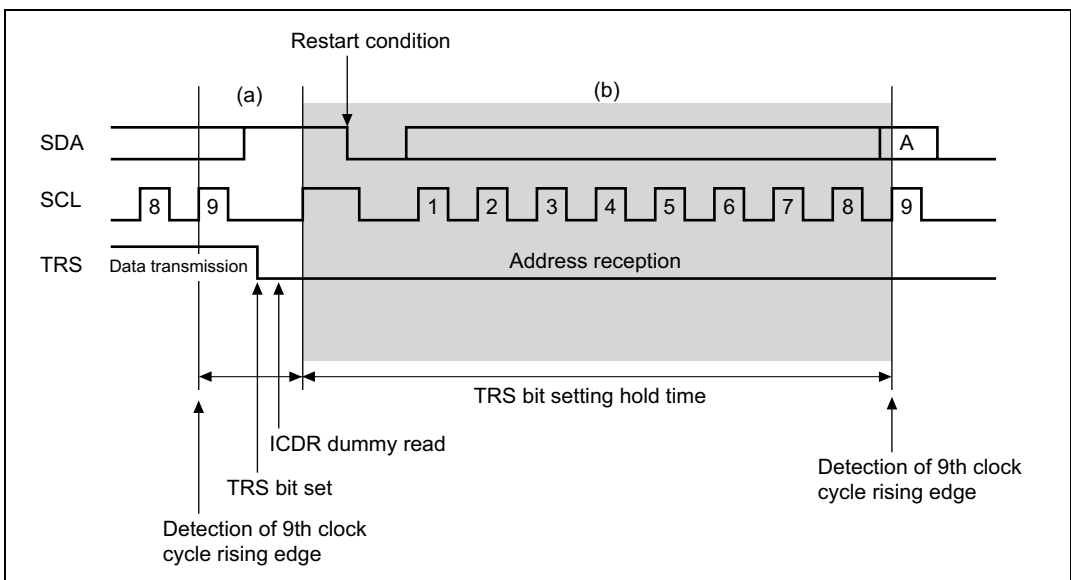 Restart condition
(a)
(b)
SDA
A
SCL
8
9
1
2
3
4
5
6
7
8
9
TRS
Data transmission
Address reception
TRS bit setting hold time
ICDR dummy read
TRS bit set
Detection of 9th clock
cycle rising edge
Detection of 9th clock
cycle rising edge